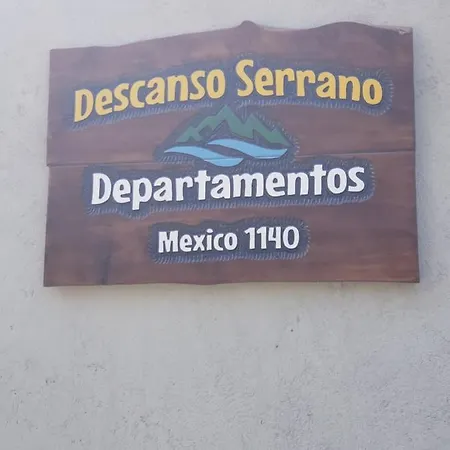 Descanso Serrano
Departamentos
Mexico 1140